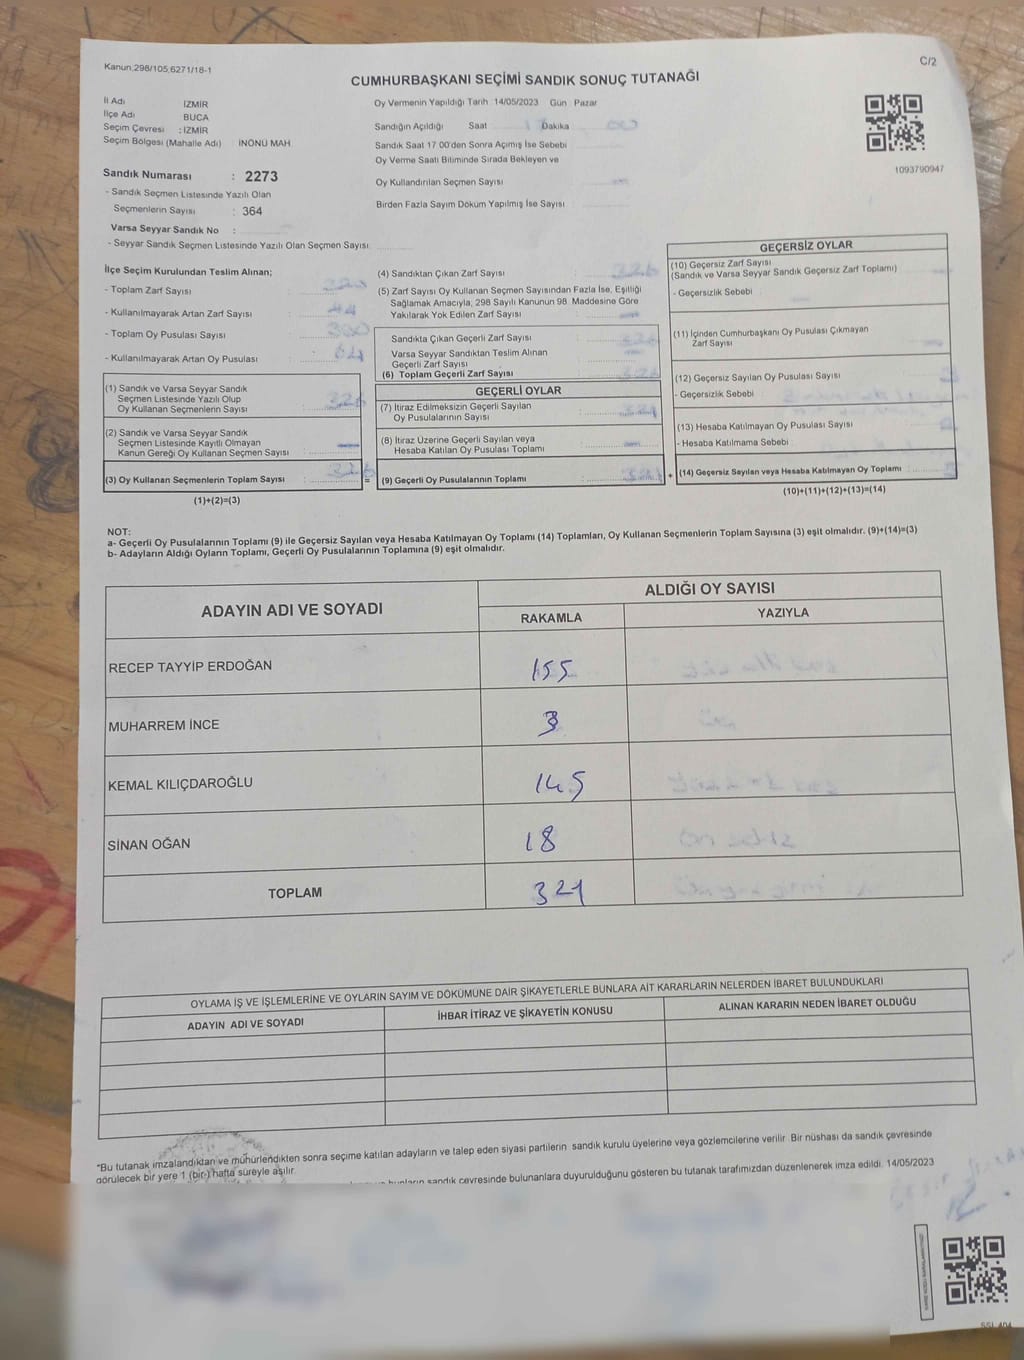 Kanun,298/105,6271/18-1
C/2
CUMHURBAŞKANI SEÇİMİ SANDIK SONUÇ TUTANAĞI
İl Adı İZMİR
İlçe Adı BUCA
Seçim Çevresi : İZMİR
Seçim Bölgesi (Mahalle Adı) İNÖNÜ MAH
Sandık Numarası : 2273
- Sandık Seçmen Listesinde Yazılı Olan
Seçmenlerin Sayısı : 364
Varsa Seyyar Sandık No :
- Seyyar Sandık Seçmen Listesinde Yazılı Olan Seçmen Sayısı
Oy Vermenin Yapıldığı Tarih 14/05/2023 Gün : Pazar
Sandığın Açıldığı Saat 17 Dakika 00
Sandık Saat 17 00'den Sonra Açılmış İse Sebebi
Oy Verme Saati Bitiminde Sırada Bekleyen ve
Oy Kullandırılan Seçmen Sayısı
Birden Fazla Sayım Döküm Yapılmış İse Sayısı
1093790947
İlçe Seçim Kurulundan Teslim Alınan;
- Toplam Zarf Sayısı
- Kullanılmayarak Artan Zarf Sayısı : 44
- Toplam Oy Pusulası Sayısı
- Kullanılmayarak Artan Oy Pusulası
(1) Sandık ve Varsa Seyyar Sandık
Seçmen Listesinde Yazılı Olup
Oy Kullanan Seçmenlerin Sayısı : 326
(2) Sandık ve Varsa Seyyar Sandık
Seçmen Listesinde Kayıtlı Olmayan
Kanun Gereği Oy Kullanan Seçmen Sayısı : —
(3) Oy Kullanan Seçmenlerin Toplam Sayısı : 326
(1)+(2)=(3)
(4) Sandıktan Çıkan Zarf Sayısı : 326
(5) Zarf Sayısı Oy Kullanan Seçmen Sayısından Fazla İse, Eşitliği
Sağlamak Amacıyla, 298 Sayılı Kanunun 98. Maddesine Göre
Yakılarak Yok Edilen Zarf Sayısı : —
Sandıkta Çıkan Geçerli Zarf Sayısı : 326
Varsa Seyyar Sandıktan Teslim Alınan
Geçerli Zarf Sayısı : —
(6) Toplam Geçerli Zarf Sayısı : 326
GEÇERLİ OYLAR
(7) İtiraz Edilmeksizin Geçerli Sayılan
Oy Pusulalarının Sayısı : 321
(8) İtiraz Üzerine Geçerli Sayılan veya
Hesaba Katılan Oy Pusulası Toplamı : —
(9) Geçerli Oy Pusulalarının Toplamı : 321
GEÇERSİZ OYLAR
(10) Geçersiz Zarf Sayısı
(Sandık ve Varsa Seyyar Sandık Geçersiz Zarf Toplamı)
- Geçersizlik Sebebi
(11) İçinden Cumhurbaşkanı Oy Pusulası Çıkmayan
Zarf Sayısı
(12) Geçersiz Sayılan Oy Pusulası Sayısı
- Geçersizlik Sebebi
(13) Hesaba Katılmayan Oy Pusulası Sayısı
- Hesaba Katılmama Sebebi
(14) Geçersiz Sayılan veya Hesaba Katılmayan Oy Toplamı
(10)+(11)+(12)+(13)=(14)
NOT:
a- Geçerli Oy Pusulalarının Toplamı (9) ile Geçersiz Sayılan veya Hesaba Katılmayan Oy Toplamı (14) Toplamları, Oy Kullanan Seçmenlerin Toplam Sayısına (3) eşit olmalıdır. (9)+(14)=(3)
b- Adayların Aldığı Oyların Toplamı, Geçerli Oy Pusulalarının Toplamına (9) eşit olmalıdır.
ADAYIN ADI VE SOYADI
ALDIĞI OY SAYISI
RAKAMLA YAZIYLA
RECEP TAYYİP ERDOĞAN 155
MUHARREM İNCE 3 üç
KEMAL KILIÇDAROĞLU 145
SİNAN OĞAN 18 on sekiz
TOPLAM 321
OYLAMA İŞ VE İŞLEMLERİNE VE OYLARIN SAYIM VE DÖKÜMÜNE DAİR ŞİKAYETLERLE BUNLARA AİT KARARLARIN NELERDEN İBARET BULUNDUKLARI
ADAYIN ADI VE SOYADI İHBAR İTİRAZ VE ŞİKAYETİN KONUSU ALINAN KARARIN NEDEN İBARET OLDUĞU
*Bu tutanak imzalandıktan ve mühürlendikten sonra seçime katılan adayların ve talep eden siyasi partilerin sandık kurulu üyelerine veya gözlemcilerine verilir Bir nüshası da sandık çevresinde
görülecek bir yere 1 (bir) hafta süreyle asılır
bunların sandık çevresinde bulunanlara duyurulduğunu gösteren bu tutanak tarafımızdan düzenlenerek imza edildi. 14/05/2023